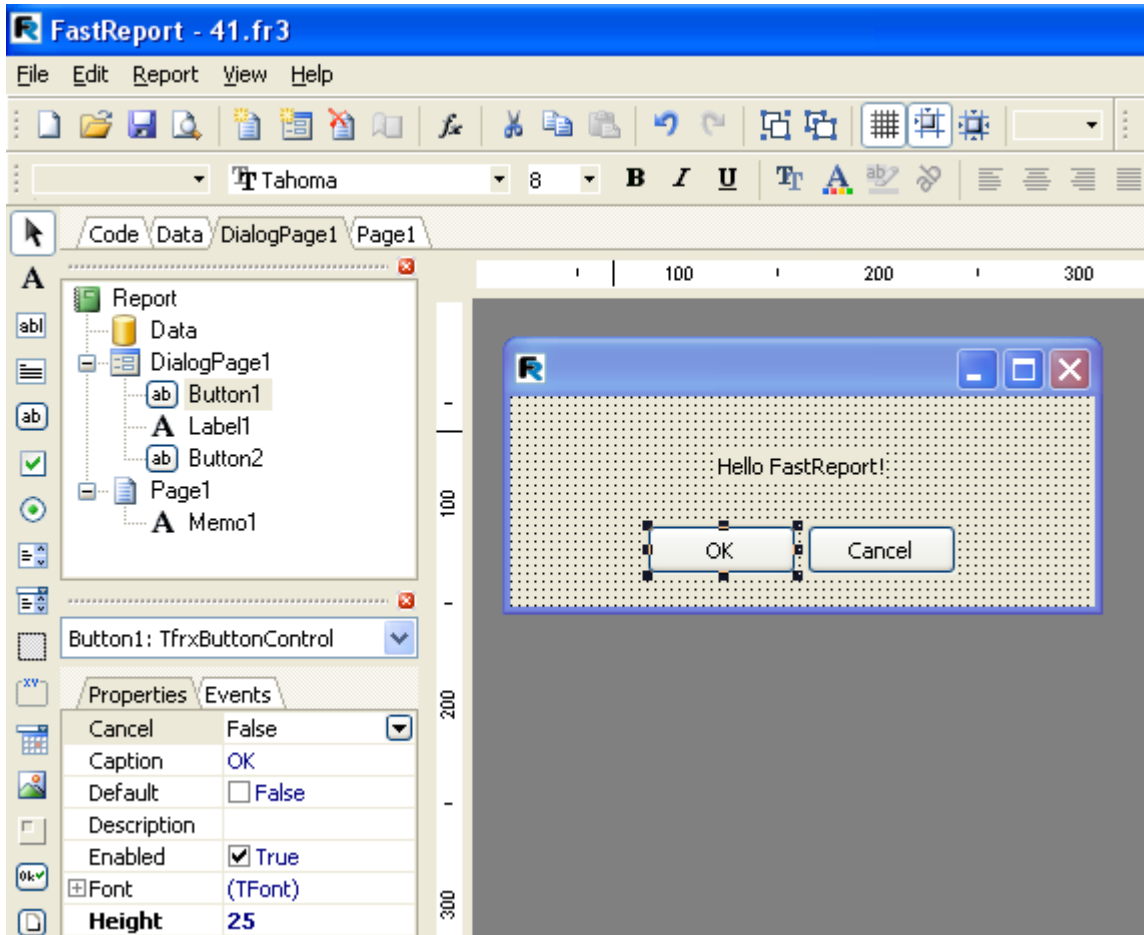 FastReport - 41.fr3
File Edit Report View Help
Tahoma 8 B I U
Code Data DialogPage1 Page1
100 200 300
Report
Data
DialogPage1
Button1
Label1
Button2
Page1
Memo1
100
200
300
Hello FastReport!
OK Cancel
Button1: TfrxButtonControl
Properties Events
Cancel False
Caption OK
Default False
Description
Enabled True
Font (TFont)
Height 25